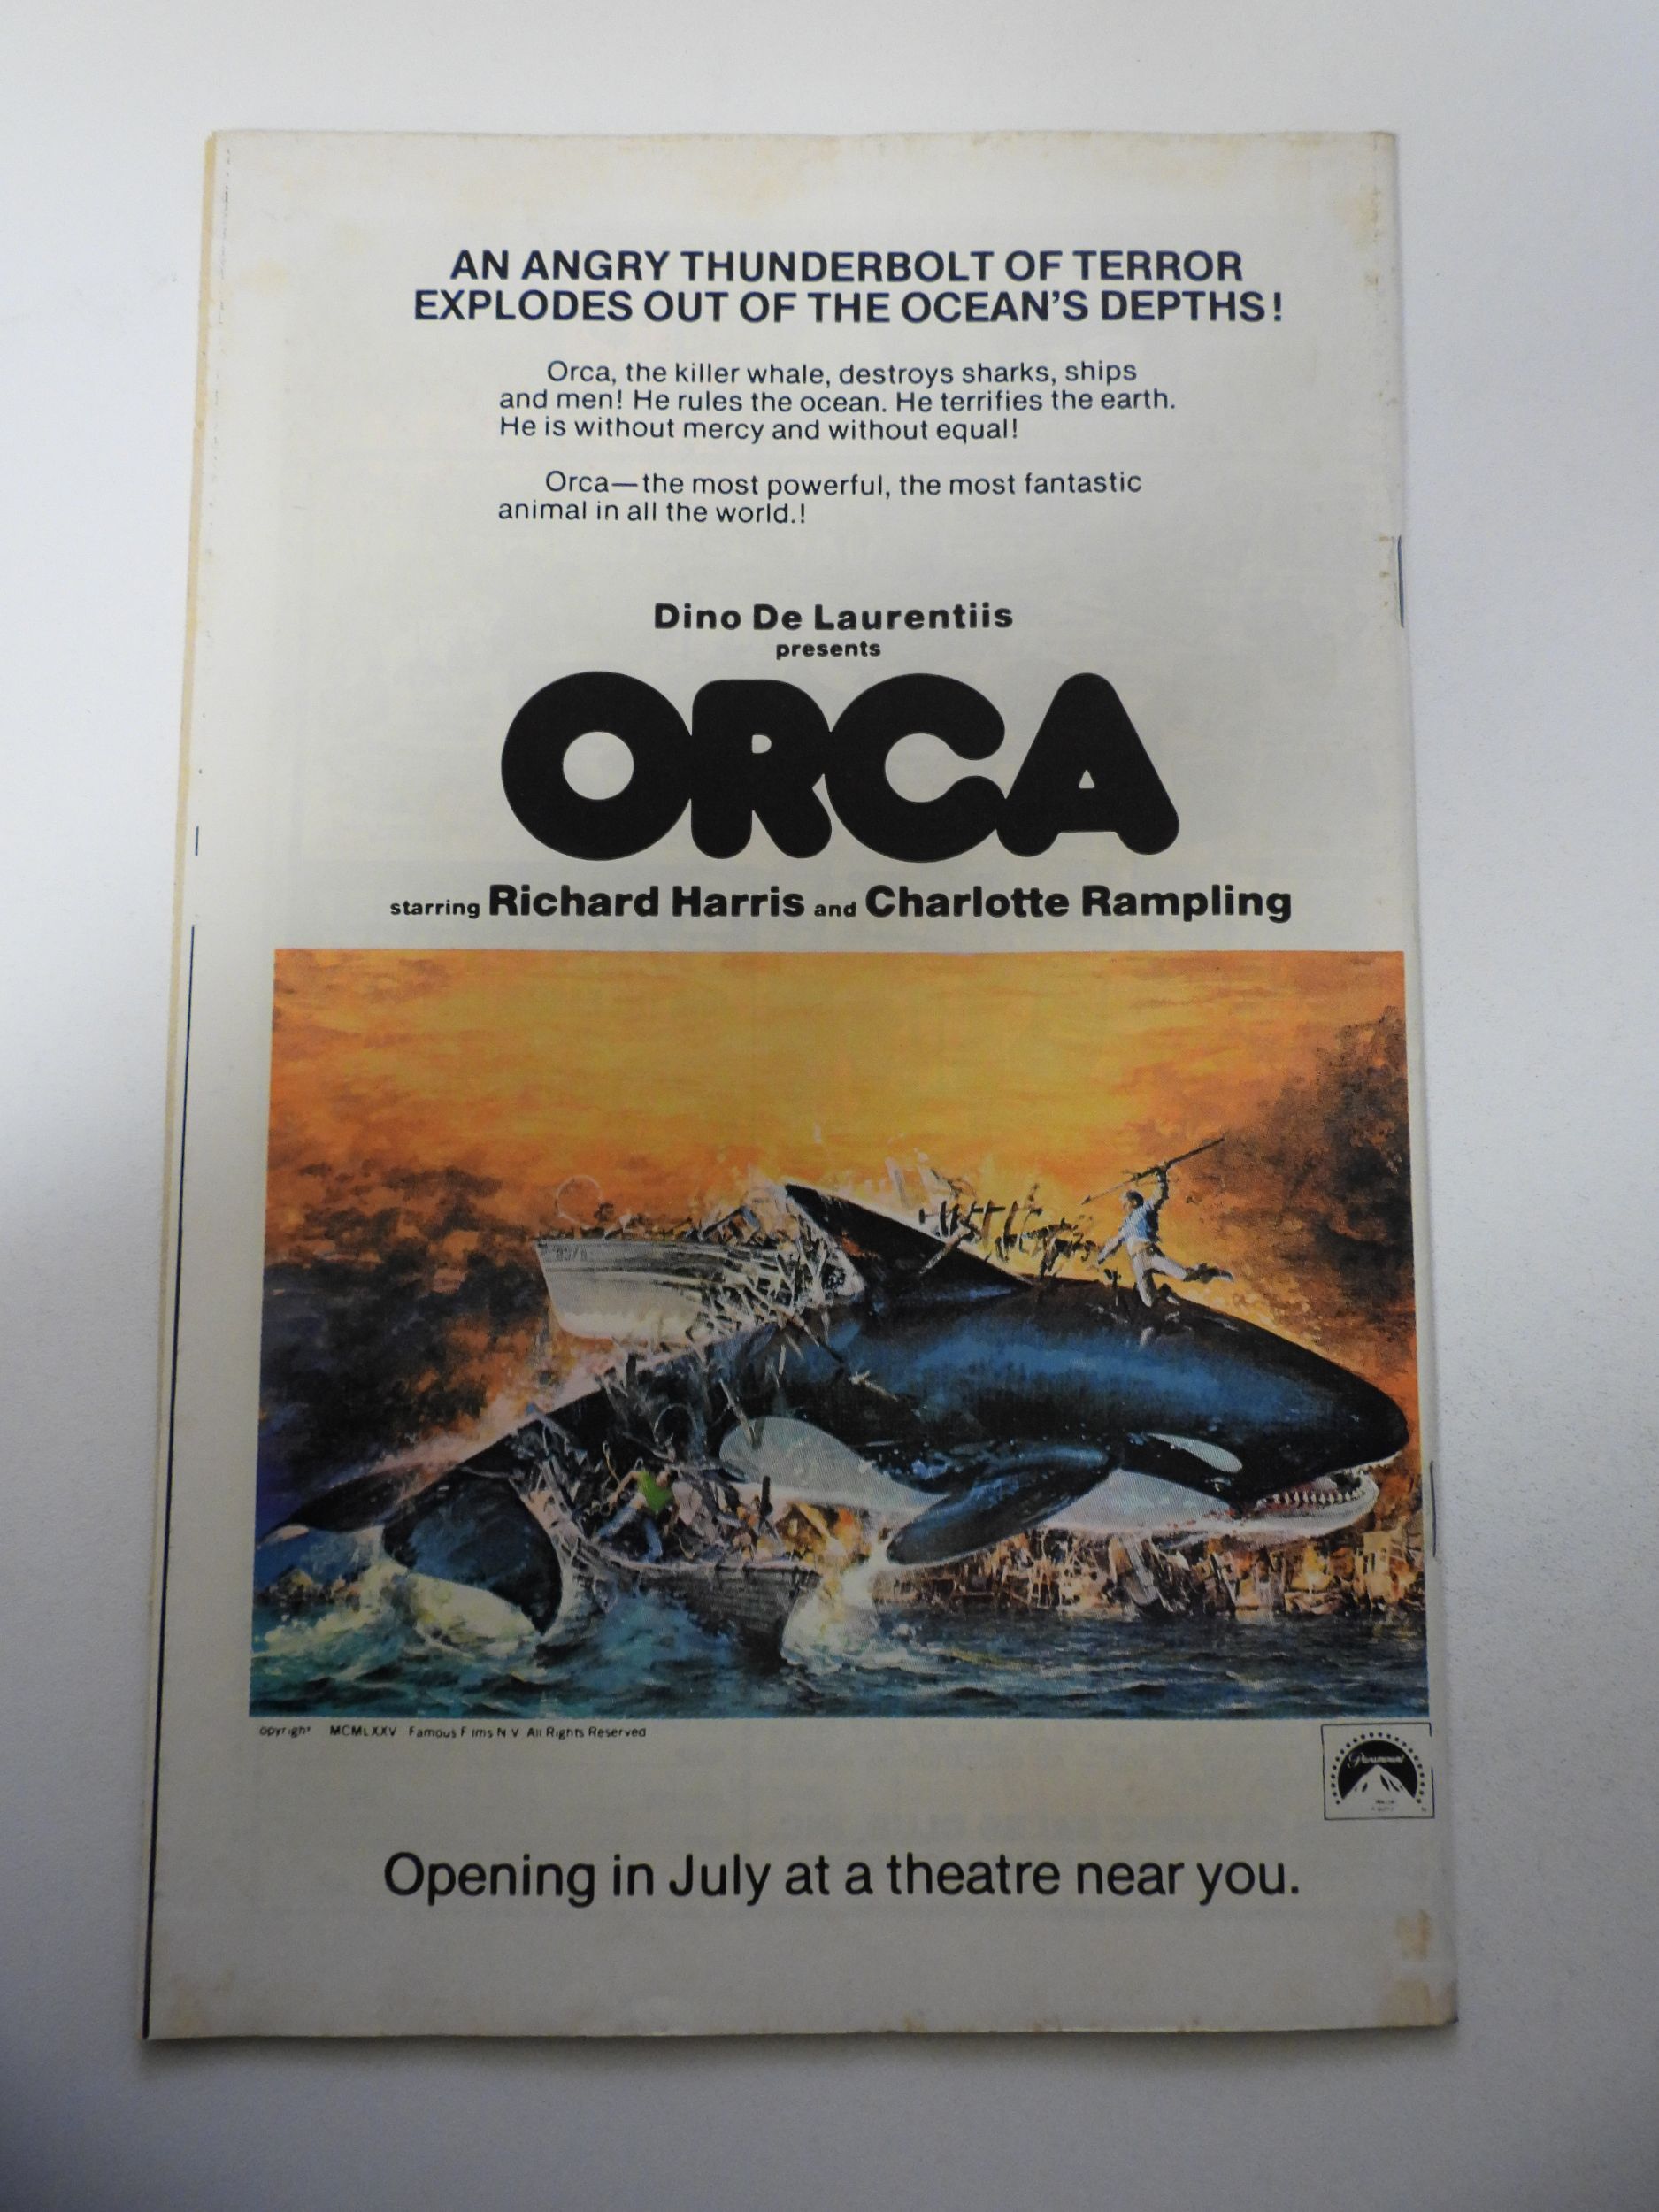 AN ANGRY THUNDERBOLT OF TERROR
EXPLODES OUT OF THE OCEAN'S DEPTHS!
Orca, the killer whale, destroys sharks, ships
and men! He rules the ocean. He terrifies the earth.
He is without mercy and without equal!
Orca—the most powerful, the most fantastic
animal in all the world.!
Dino De Laurentiis
presents
ORCA
starring Richard Harris and Charlotte Rampling
opyrigh MCMLXXV Famous F lms N V All Rights Reserved
Paramount
Opening in July at a theatre near you.